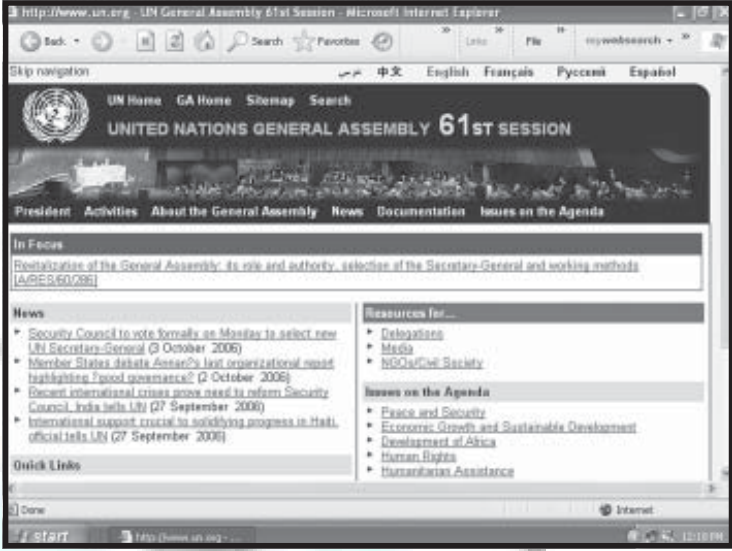 http://www.un.org - UN General Assembly 61st Session - Microsoft Internet Explorer
Back Search Favorites Links File mywebsearch
Skip navigation عربي 中文 English Français Русский Español
UN Home GA Home Sitemap Search
UNITED NATIONS GENERAL ASSEMBLY 61ST SESSION
President Activities About the General Assembly News Documentation Issues on the Agenda
In Focus
Revitalization of the General Assembly: its role and authority, selection of the Secretary-General and working methods
[A/RES/60/286]
News
Security Council to vote formally on Monday to select new
UN Secretary-General (3 October 2006)
Member States debate Annan?s last organizational report
highlighting ?good governance? (2 October 2006)
Recent international crises prove need to reform Security
Council, India tells UN (27 September 2006)
International support crucial to solidifying progress in Haiti,
official tells UN (27 September 2006)
Quick Links
Resources for...
Delegations
Media
NGOs/Civil Society
Issues on the Agenda
Peace and Security
Economic Growth and Sustainable Development
Development of Africa
Human Rights
Humanitarian Assistance
Done Internet
start http://www.un.org - ... 12:10 PM